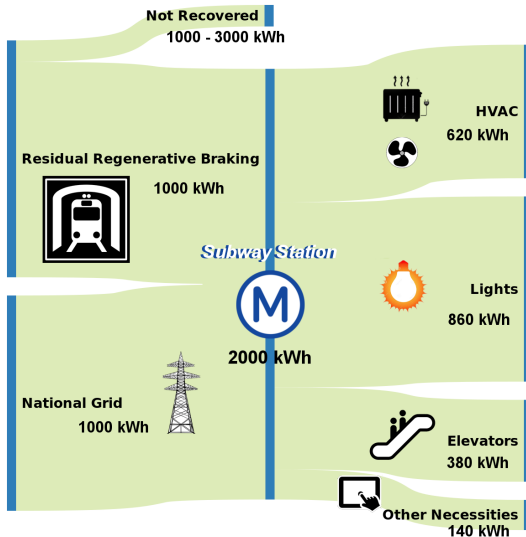 Not Recovered
1000 - 3000 kWh
Residual Regenerative Braking
1000 kWh
National Grid
1000 kWh
Subway Station
M
2000 kWh
HVAC
620 kWh
Lights
860 kWh
Elevators
380 kWh
Other Necessities
140 kWh